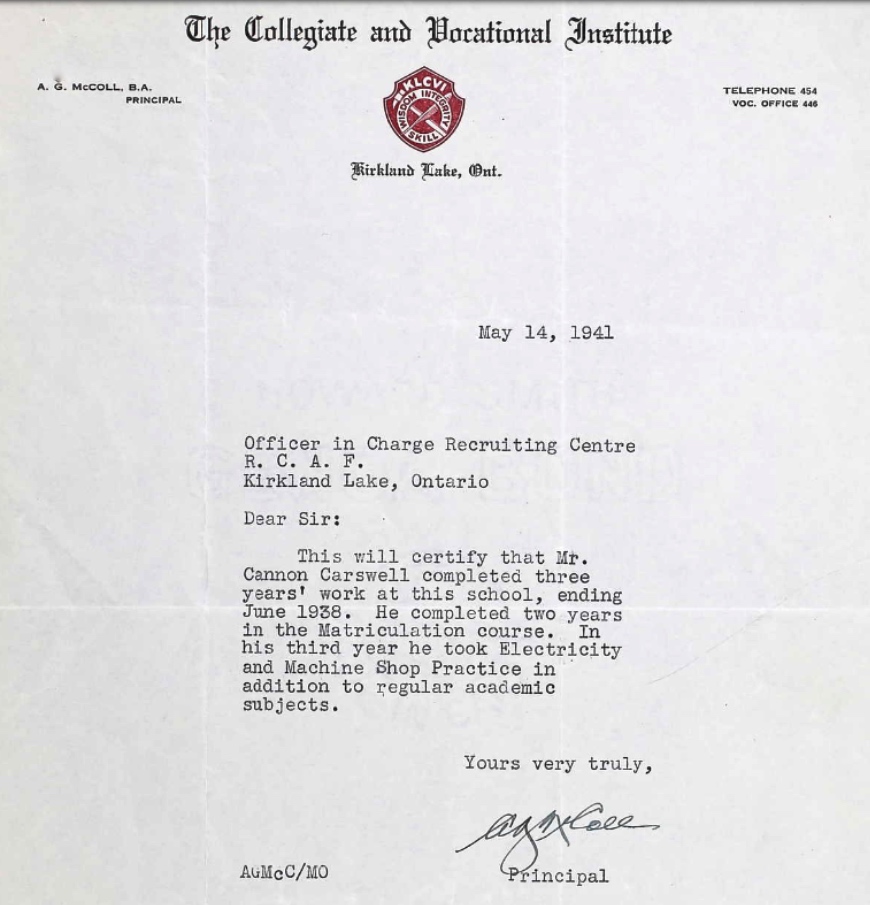 The Collegiate and Vocational Institute
A. G. McCOLL, B.A.
PRINCIPAL
TELEPHONE 454
VOC. OFFICE 446
KLCVI
WISDOM INTEGRITY
SKILL
Kirkland Lake, Ont.
May 14, 1941
Officer in Charge Recruiting Centre
R. C. A. F.
Kirkland Lake, Ontario
Dear Sir:
This will certify that Mr.
Cannon Carswell completed three
years' work at this school, ending
June 1938. He completed two years
in the Matriculation course. In
his third year he took Electricity
and Machine Shop Practice in
addition to regular academic
subjects.
Yours very truly,
AG McColl
Principal
AGMcC/MO